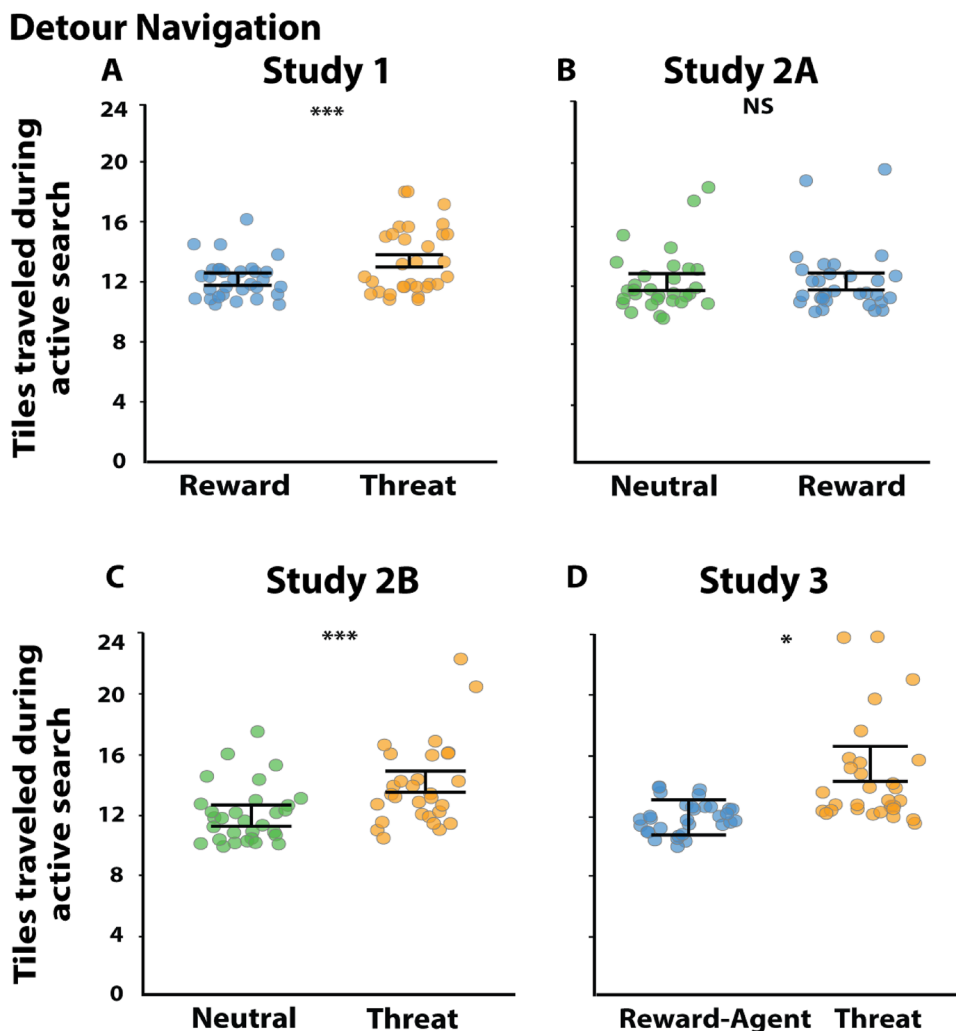 Detour Navigation
A Study 1
***
Tiles traveled during
active search
24
20
16
12
8
4
0
Reward Threat
B Study 2A
NS
Neutral Reward
C Study 2B
***
Tiles traveled during
active search
24
20
16
12
8
4
0
Neutral Threat
D Study 3
*
Reward-Agent Threat